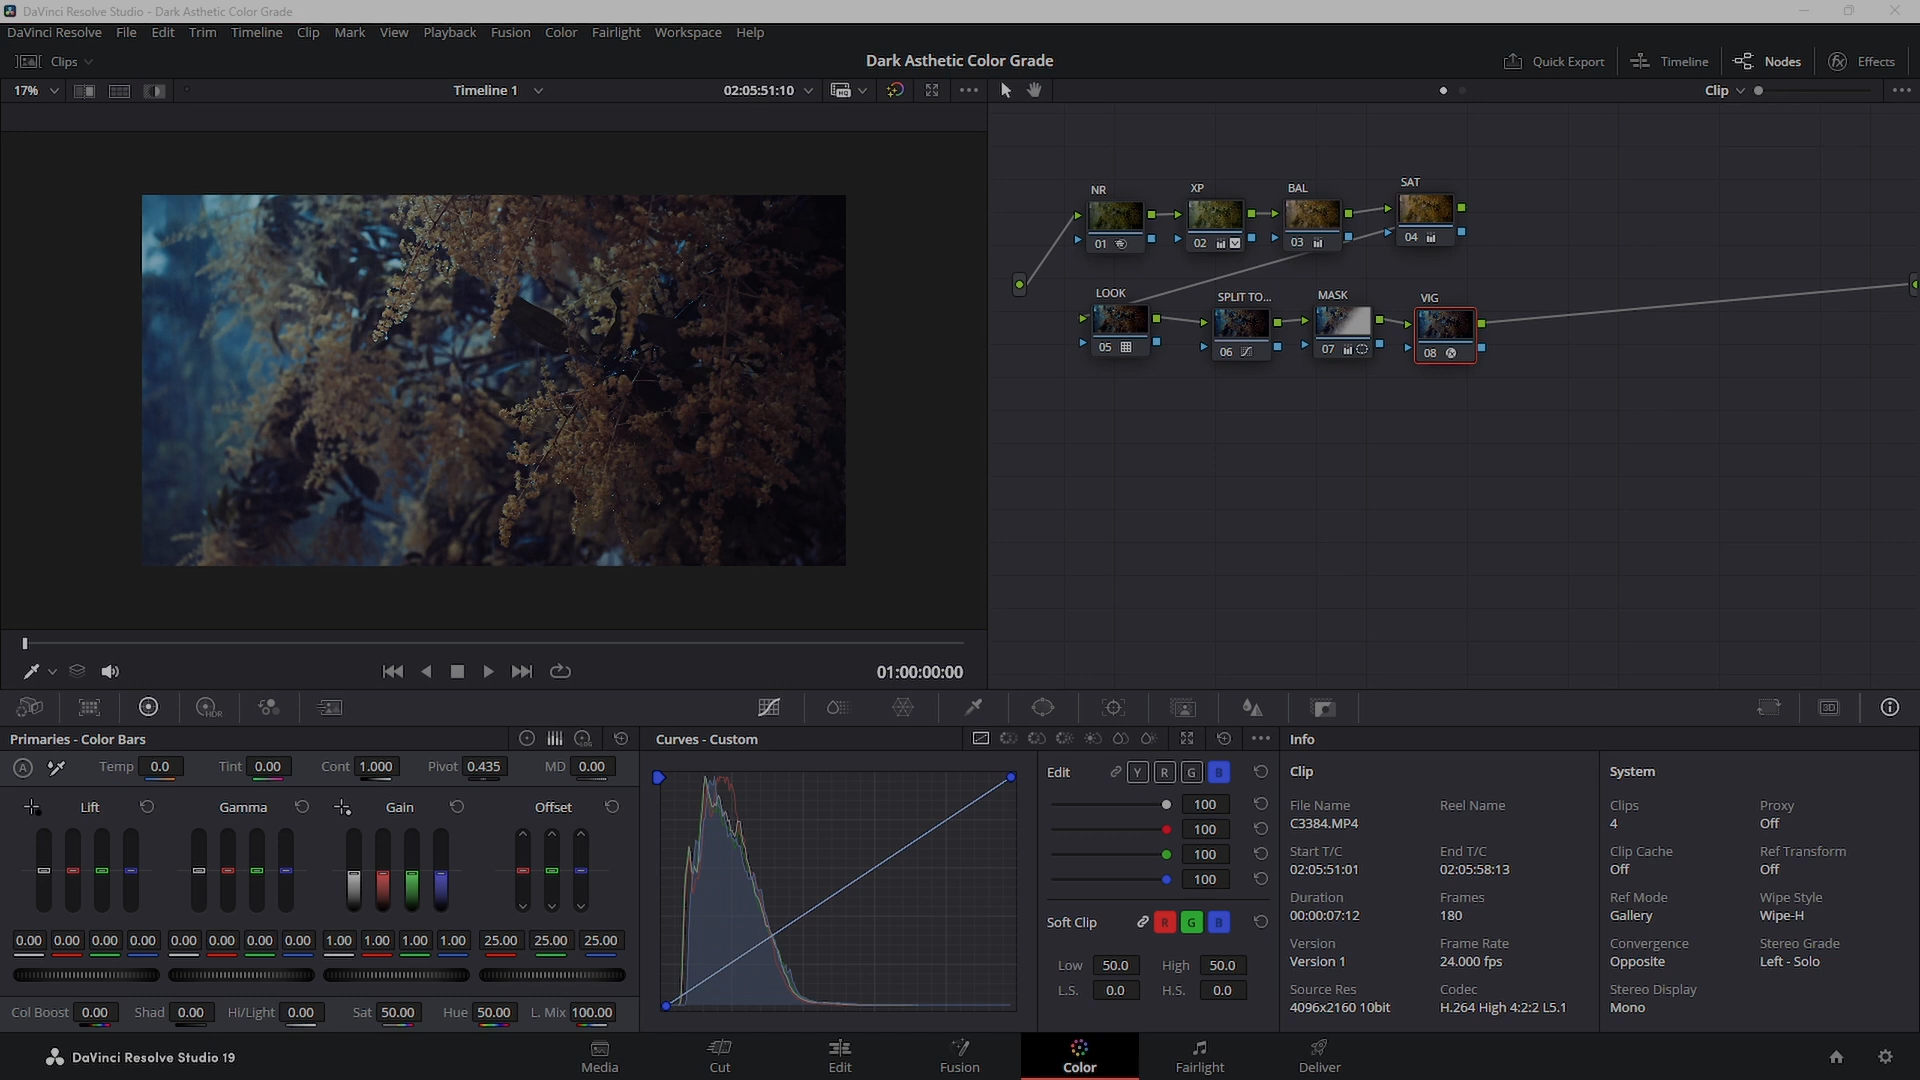 DaVinci Resolve Studio - Dark Asthetic Color Grade
DaVinci Resolve File Edit Trim Timeline Clip Mark View Playback Fusion Color Fairlight Workspace Help
Clips Dark Asthetic Color Grade Quick Export Timeline Nodes Effects
17% Timeline 1 02:05:51:10 Clip
NR XP BAL SAT
01 02 03 04
LOOK SPLIT TO... MASK VIG
05 06 07 08
01:00:00:00
HDR 3D
Primaries - Color Bars LOG Curves - Custom Info
A Temp 0.0 Tint 0.00 Cont 1.000 Pivot 0.435 MD 0.00
Lift Gamma Gain Offset
0.00 0.00 0.00 0.00 0.00 0.00 0.00 0.00 1.00 1.00 1.00 1.00 25.00 25.00 25.00
Col Boost 0.00 Shad 0.00 Hi/Light 0.00 Sat 50.00 Hue 50.00 L. Mix 100.00
Edit Y R G B
100
100
100
100
Soft Clip R G B
Low 50.0 High 50.0
L.S. 0.0 H.S. 0.0
Clip
File Name Reel Name
C3384.MP4
Start T/C End T/C
02:05:51:01 02:05:58:13
Duration Frames
00:00:07:12 180
Version Frame Rate
Version 1 24.000 fps
Source Res Codec
4096x2160 10bit H.264 High 4:2:2 L5.1
System
Clips Proxy
4 Off
Clip Cache Ref Transform
Off Off
Ref Mode Wipe Style
Gallery Wipe-H
Convergence Stereo Grade
Opposite Left - Solo
Stereo Display
Mono
DaVinci Resolve Studio 19 Media Cut Edit Fusion Color Fairlight Deliver